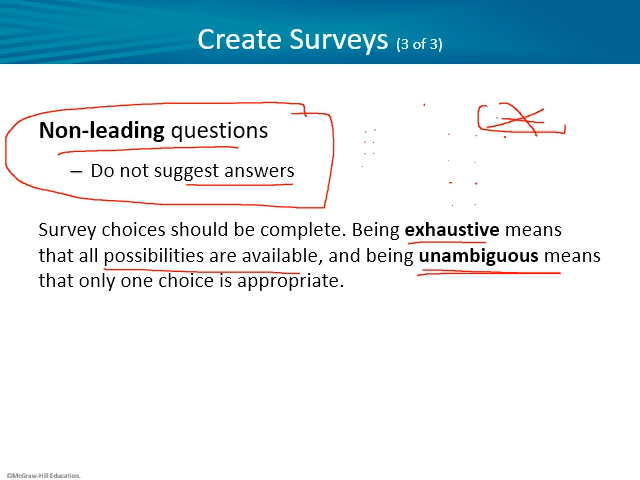 Create Surveys (3 of 3)
Non-leading questions
– Do not suggest answers
Survey choices should be complete. Being exhaustive means
that all possibilities are available, and being unambiguous means
that only one choice is appropriate.
©McGraw-Hill Education.